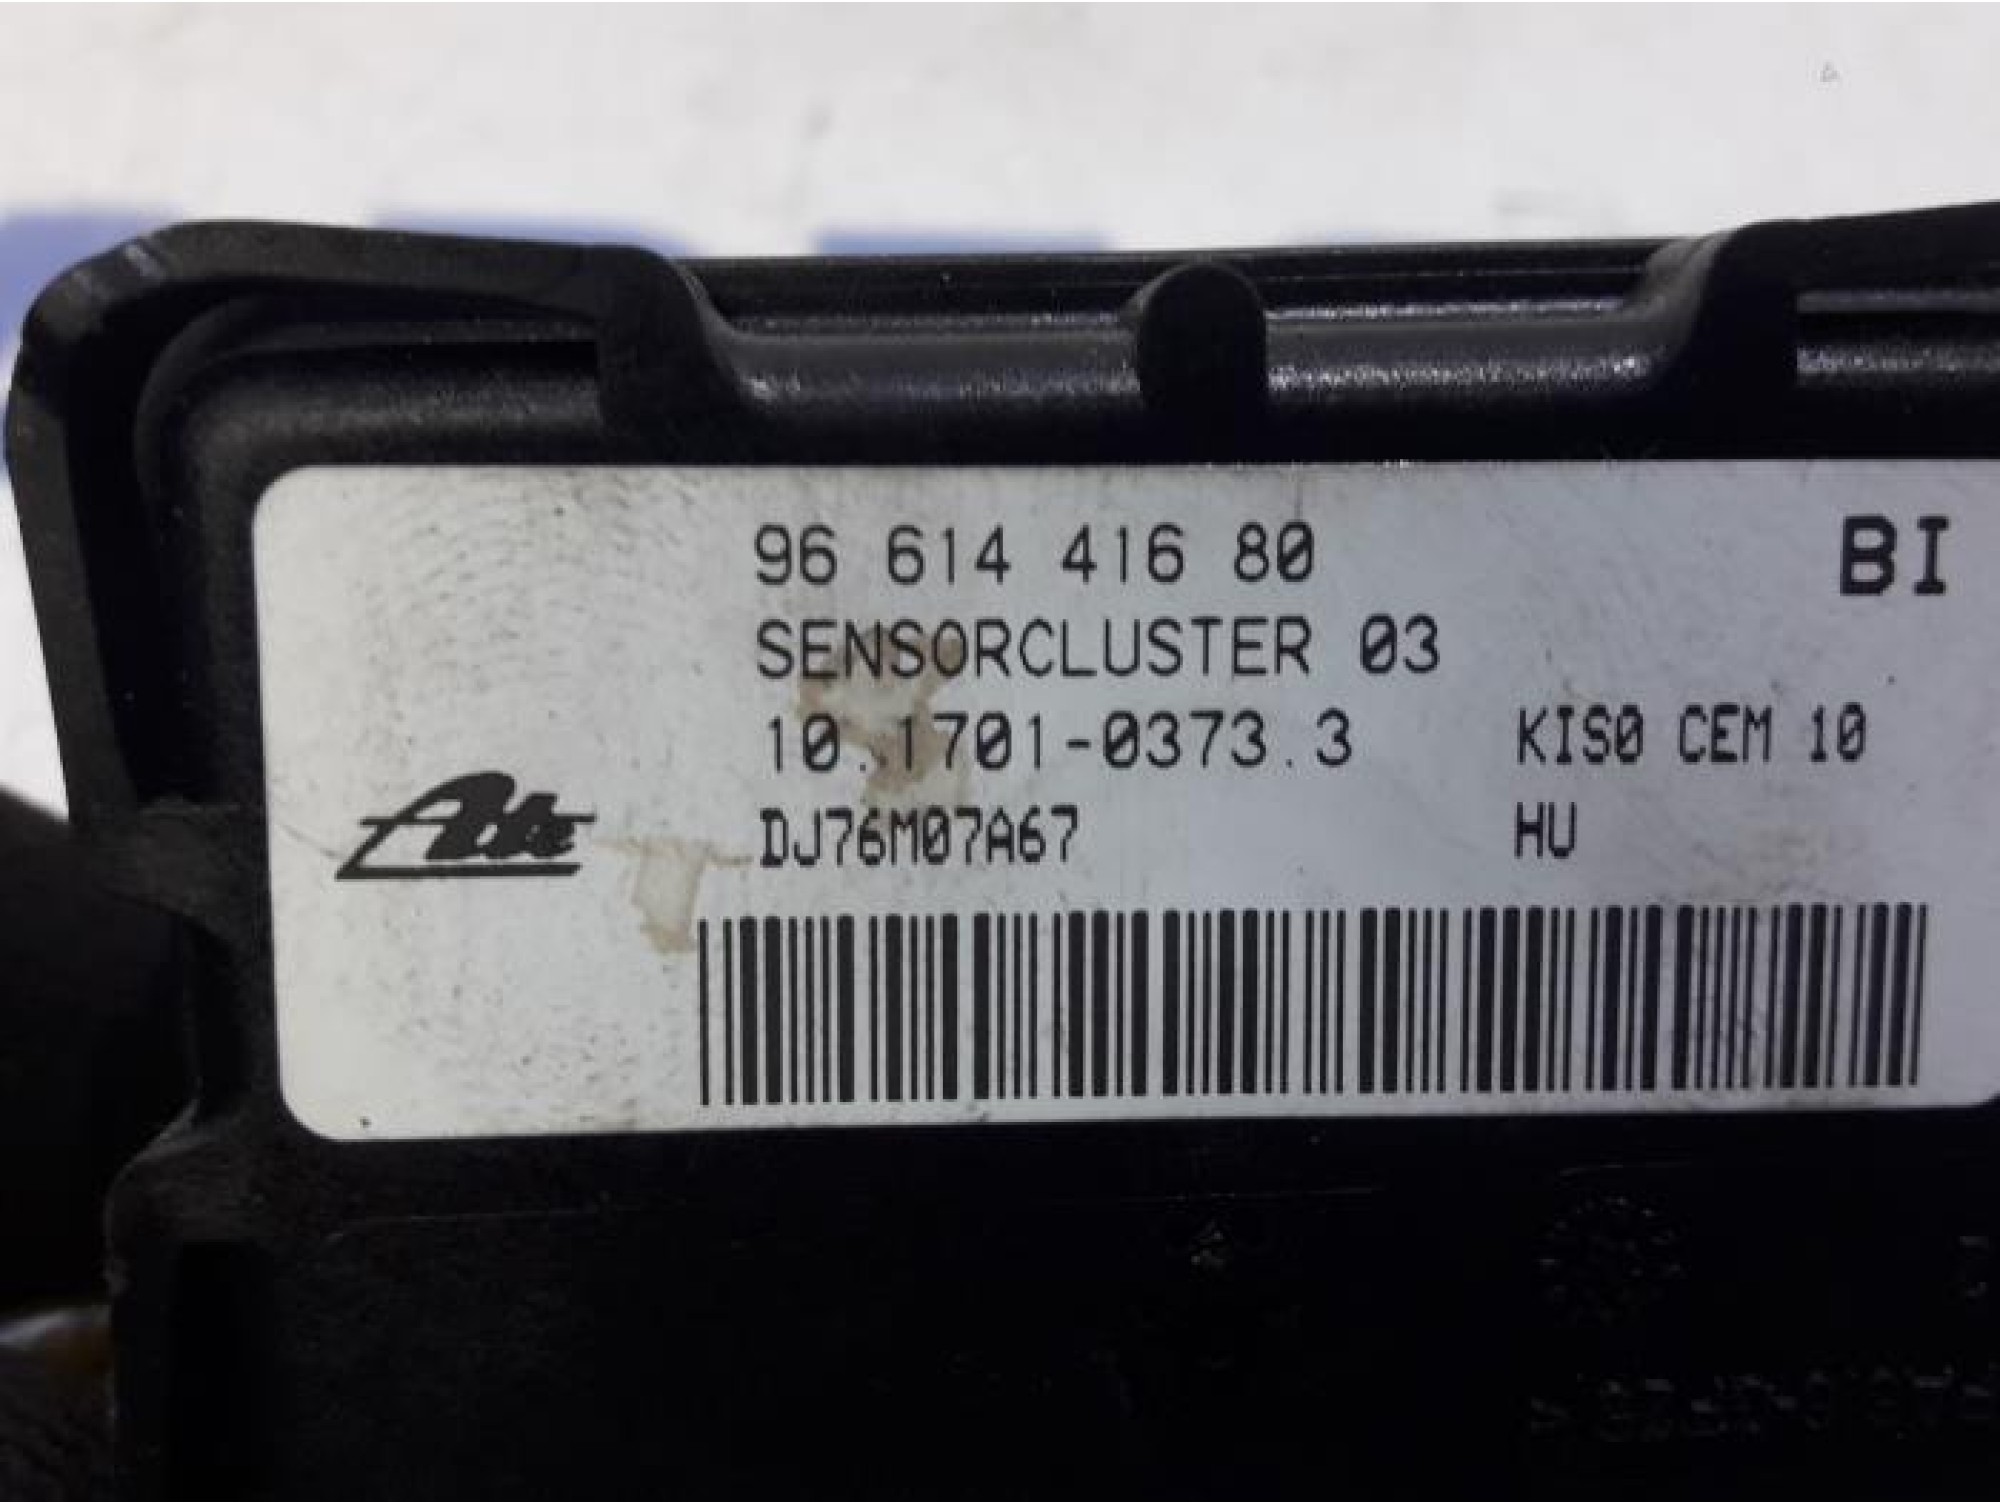 96 614 416 80 BI
SENSORCLUSTER 03
10.1701-0373.3 KIS0 CEM 10
Ate DJ76M07A67 HU